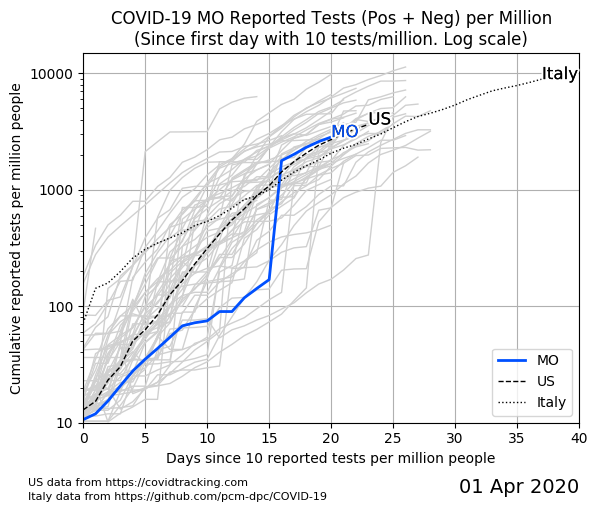 COVID-19 MO Reported Tests (Pos + Neg) per Million
(Since first day with 10 tests/million. Log scale)
Cumulative reported tests per million people
10000
1000
100
10
Italy
US
MO
MO
US
Italy
0 5 10 15 20 25 30 35 40
Days since 10 reported tests per million people
US data from https://covidtracking.com
Italy data from https://github.com/pcm-dpc/COVID-19
01 Apr 2020